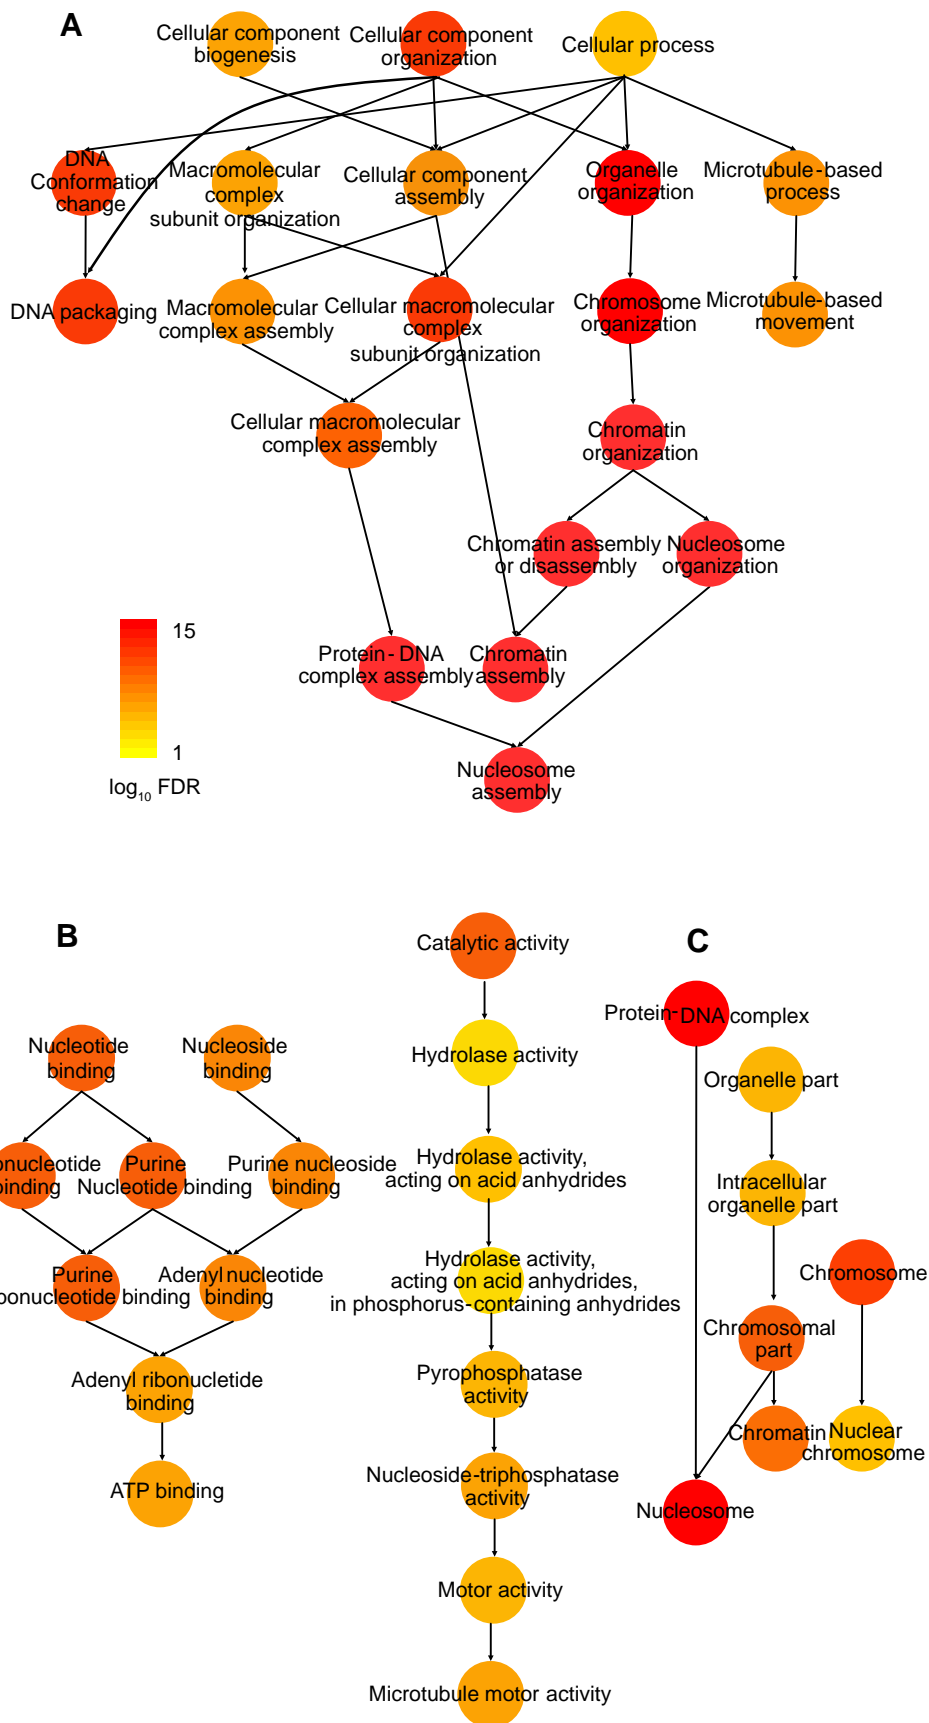 A
Cellular component
biogenesis
Cellular component
organization
Cellular process
DNA
Conformation
change
Macromolecular
complex
subunit organization
Cellular component
assembly
Organelle
organization
Microtubule-based
process
DNA packaging
Macromolecular
complex assembly
Cellular macromolecular
complex
subunit organization
Chromosome
organization
Microtubule-based
movement
Cellular macromolecular
complex assembly
Chromatin
organization
Chromatin assembly
or disassembly
Nucleosome
organization
Protein-DNA
complex assembly
Chromatin
assembly
Nucleosome
assembly
15
1
log10 FDR
B
Nucleotide
binding
Nucleoside
binding
onucleotide
binding
Purine
Nucleotide binding
Purine nucleoside
binding
Purine
bonucleotide binding
Adenyl nucleotide
binding
Adenyl ribonucletide
binding
ATP binding
Catalytic activity
Hydrolase activity
Hydrolase activity,
acting on acid anhydrides
Hydrolase activity,
acting on acid anhydrides,
in phosphorus-containing anhydrides
Pyrophosphatase
activity
Nucleoside-triphosphatase
activity
Motor activity
Microtubule motor activity
C
Protein-DNA complex
Organelle part
Intracellular
organelle part
Chromosome
Chromosomal
part
Chromatin
Nuclear
chromosome
Nucleosome